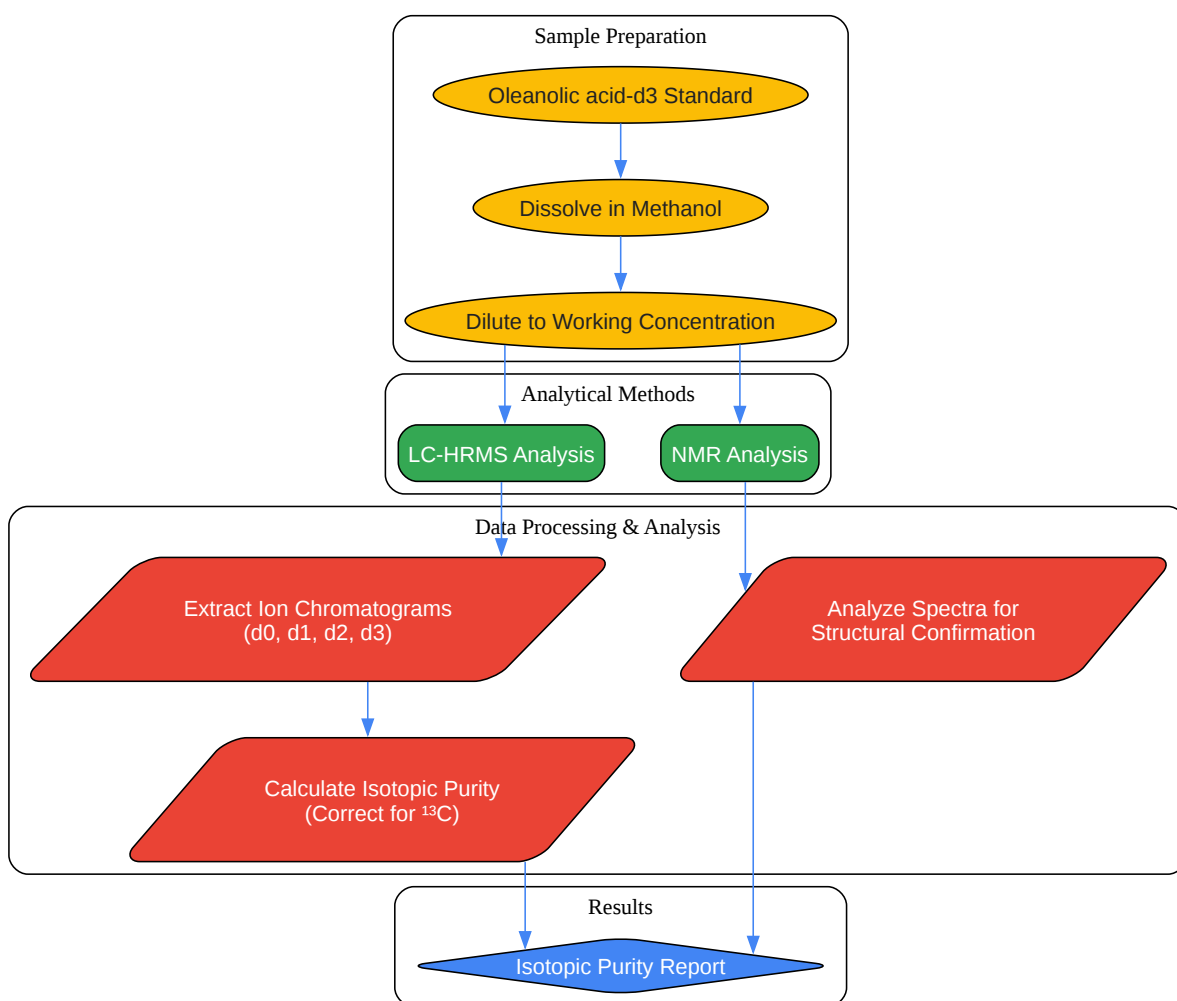 Sample Preparation
Oleanolic acid-d3 Standard
Dissolve in Methanol
Dilute to Working Concentration
Analytical Methods
LC-HRMS Analysis
NMR Analysis
Data Processing & Analysis
Extract Ion Chromatograms
(d0, d1, d2, d3)
Analyze Spectra for
Structural Confirmation
Calculate Isotopic Purity
(Correct for ¹³C)
Results
Isotopic Purity Report